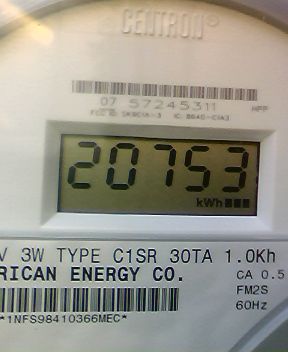 CENTRON®
07 57245311
20753
kWh
V 3W TYPE C1SR 30TA 1.0Kh
RICAN ENERGY CO.
CA 0.5
FM2S
60Hz
*1NFS98410366MEC*